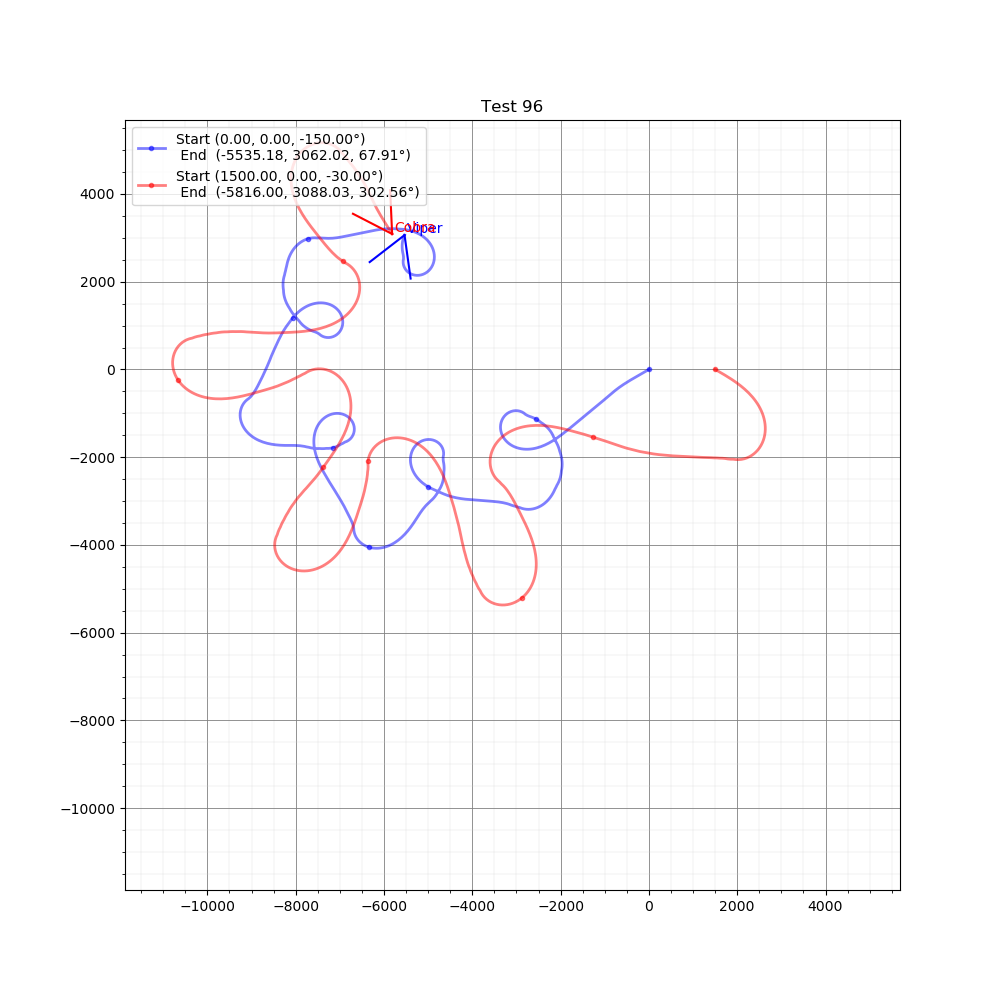 Test 96
Start (0.00, 0.00, -150.00°)
End (-5535.18, 3062.02, 67.91°)
Start (1500.00, 0.00, -30.00°)
End (-5816.00, 3088.03, 302.56°)
Cobra
Viper
4000
2000
0
−2000
−4000
−6000
−8000
−10000
−10000 −8000 −6000 −4000 −2000 0 2000 4000